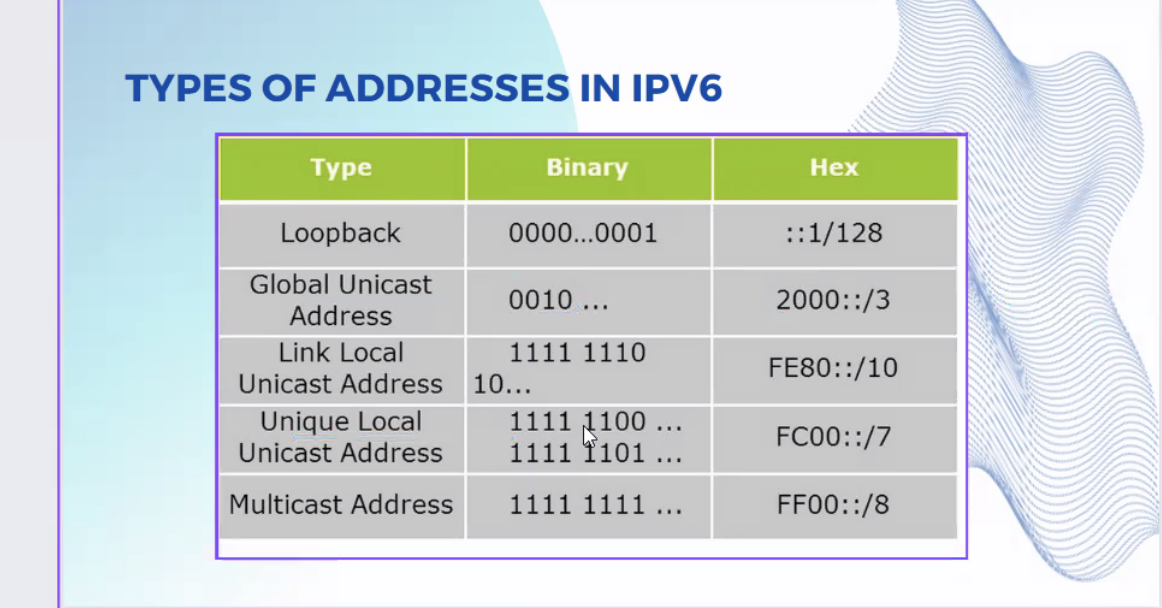 TYPES OF ADDRESSES IN IPV6
Type Binary Hex
Loopback 0000...0001 ::1/128
Global Unicast
Address 0010 ... 2000::/3
Link Local
Unicast Address 1111 1110
10... FE80::/10
Unique Local
Unicast Address 1111 1100 ...
1111 1101 ... FC00::/7
Multicast Address 1111 1111 ... FF00::/8